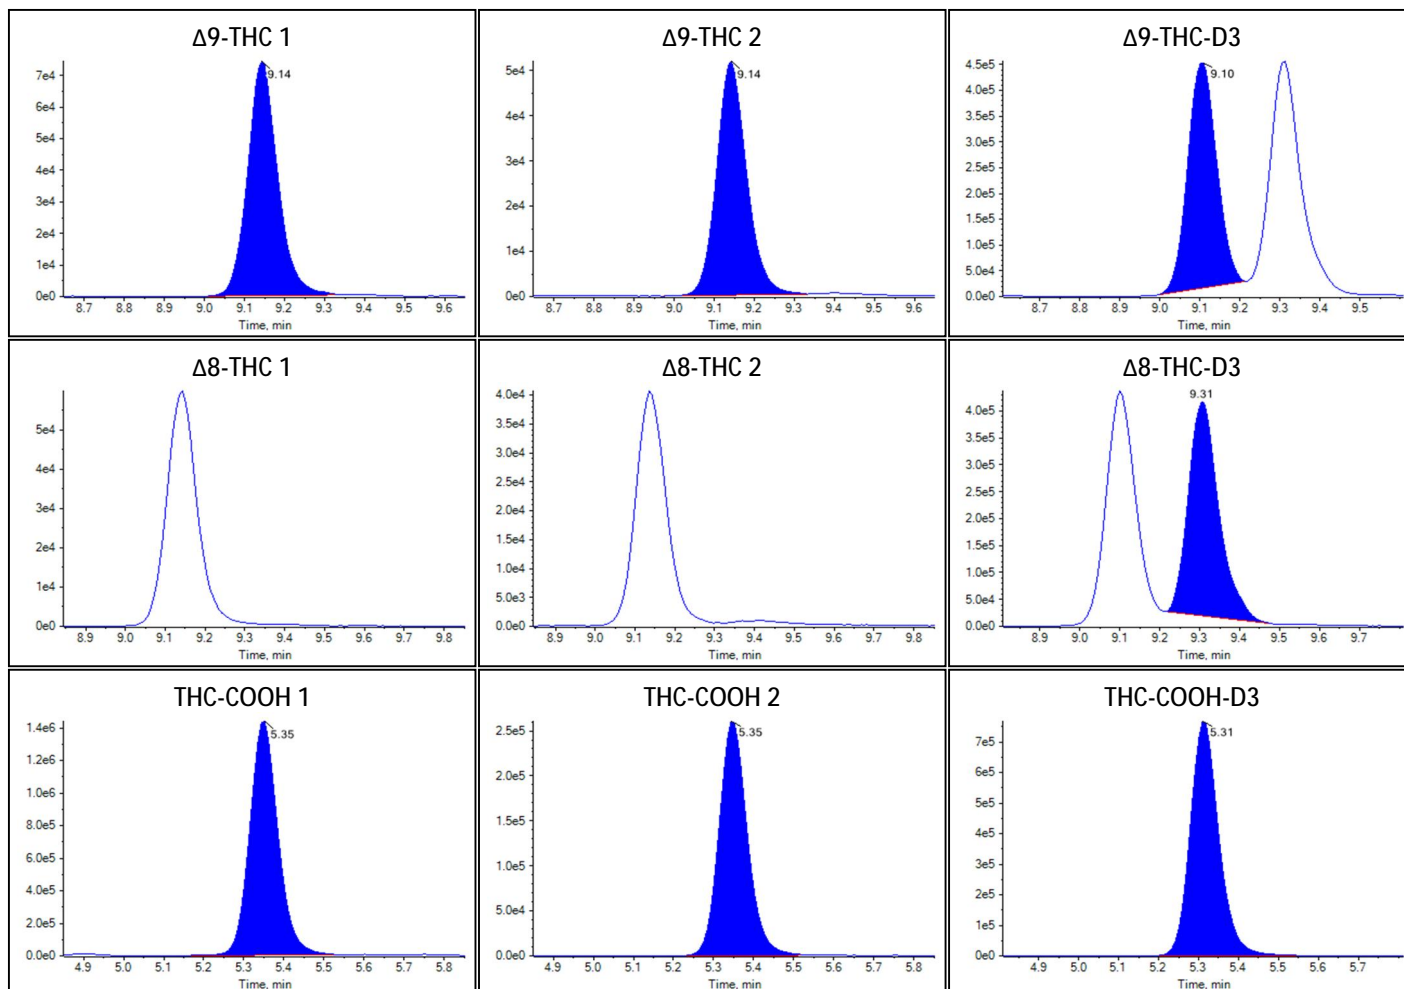 Δ9-THC 1
9.14
7e4
6e4
5e4
4e4
3e4
2e4
1e4
0e0
8.7 8.8 8.9 9.0 9.1 9.2 9.3 9.4 9.5 9.6
Time, min
Δ9-THC 2
9.14
5e4
4e4
3e4
2e4
1e4
0e0
8.7 8.8 8.9 9.0 9.1 9.2 9.3 9.4 9.5 9.6
Time, min
Δ9-THC-D3
9.10
4.5e5
4.0e5
3.5e5
3.0e5
2.5e5
2.0e5
1.5e5
1.0e5
5.0e4
0.0e0
8.7 8.8 8.9 9.0 9.1 9.2 9.3 9.4 9.5
Time, min
Δ8-THC 1
5e4
4e4
3e4
2e4
1e4
0e0
8.9 9.0 9.1 9.2 9.3 9.4 9.5 9.6 9.7 9.8
Time, min
Δ8-THC 2
4.0e4
3.5e4
3.0e4
2.5e4
2.0e4
1.5e4
1.0e4
5.0e3
0.0e0
8.9 9.0 9.1 9.2 9.3 9.4 9.5 9.6 9.7 9.8
Time, min
Δ8-THC-D3
9.31
4.0e5
3.5e5
3.0e5
2.5e5
2.0e5
1.5e5
1.0e5
5.0e4
0.0e0
8.9 9.0 9.1 9.2 9.3 9.4 9.5 9.6 9.7
Time, min
THC-COOH 1
5.35
1.4e6
1.2e6
1.0e6
8.0e5
6.0e5
4.0e5
2.0e5
0.0e0
4.9 5.0 5.1 5.2 5.3 5.4 5.5 5.6 5.7 5.8
Time, min
THC-COOH 2
5.35
2.5e5
2.0e5
1.5e5
1.0e5
5.0e4
0.0e0
4.9 5.0 5.1 5.2 5.3 5.4 5.5 5.6 5.7 5.8
Time, min
THC-COOH-D3
5.31
7e5
6e5
5e5
4e5
3e5
2e5
1e5
0e0
4.9 5.0 5.1 5.2 5.3 5.4 5.5 5.6 5.7
Time, min